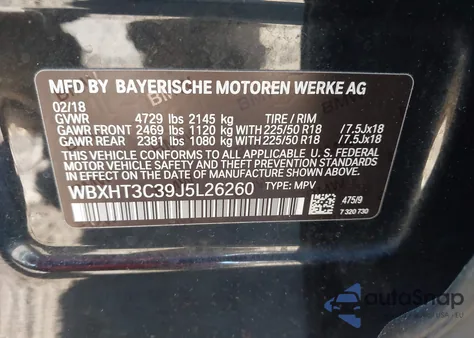 MFD BY BAYERISCHE MOTOREN WERKE AG
02/18
GVWR 4729 lbs 2145 kg TIRE / RIM
GAWR FRONT 2469 lbs 1120 kg WITH 225/50 R18 /7.5Jx18
GAWR REAR 2381 lbs 1080 kg WITH 225/50 R18 /7.5Jx18
THIS VEHICLE CONFORMS TO ALL APPLICABLE U.S. FEDERAL
MOTOR VEHICLE SAFETY AND THEFT PREVENTION STANDARDS
IN EFFECT ON THE DATE OF MANUFACTURE SHOWN ABOVE.
WBXHT3C39J5L26260 TYPE: MPV
475/9
7 320 730
autoSnap
USA - EU